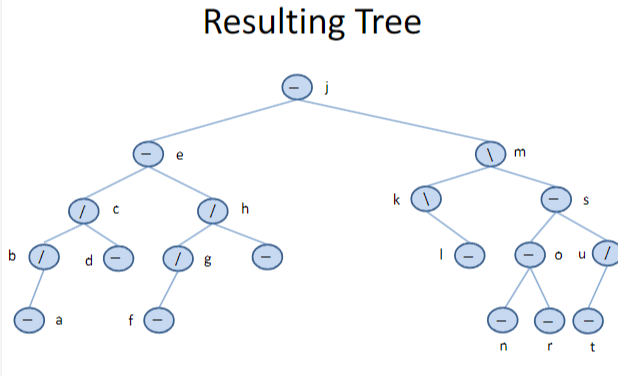 Resulting Tree
− j
− e \ m
/ c / h k \ − s
b / d − / g − l − − o u /
− a f − − − −
n r t